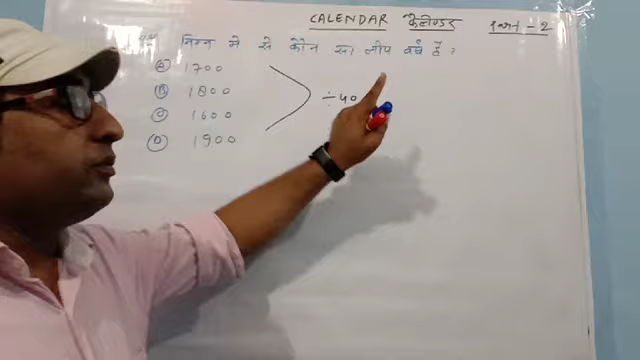 CALENDAR कैलेण्डर भाग - 2
निम्न मे से कौन सा लीप वर्ष है ?
(A) 1700
(B) 1800
(C) 1600
(D) 1900
÷ 40